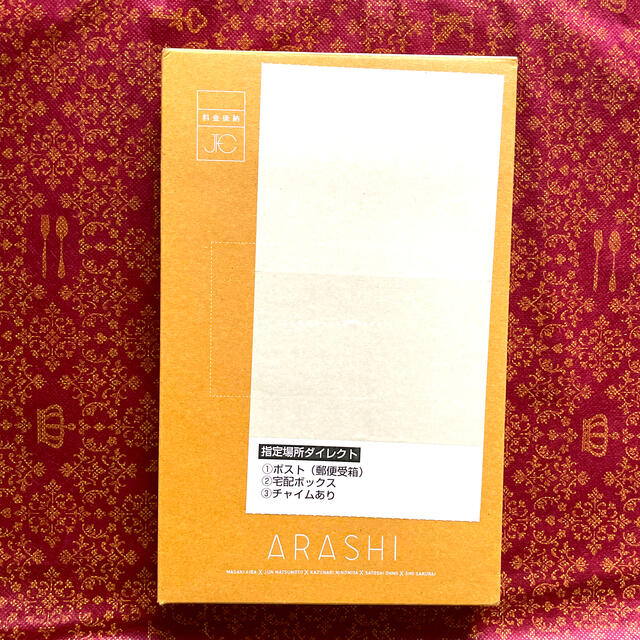 料金後納
JFC
指定場所ダイレクト
①ポスト（郵便受箱）
②宅配ボックス
③チャイムあり
ARASHI
MASAKI AIBA × JUN MATSUMOTO × KAZUNARI NINOMIYA × SATOSHI OHNO × SHO SAKURAI